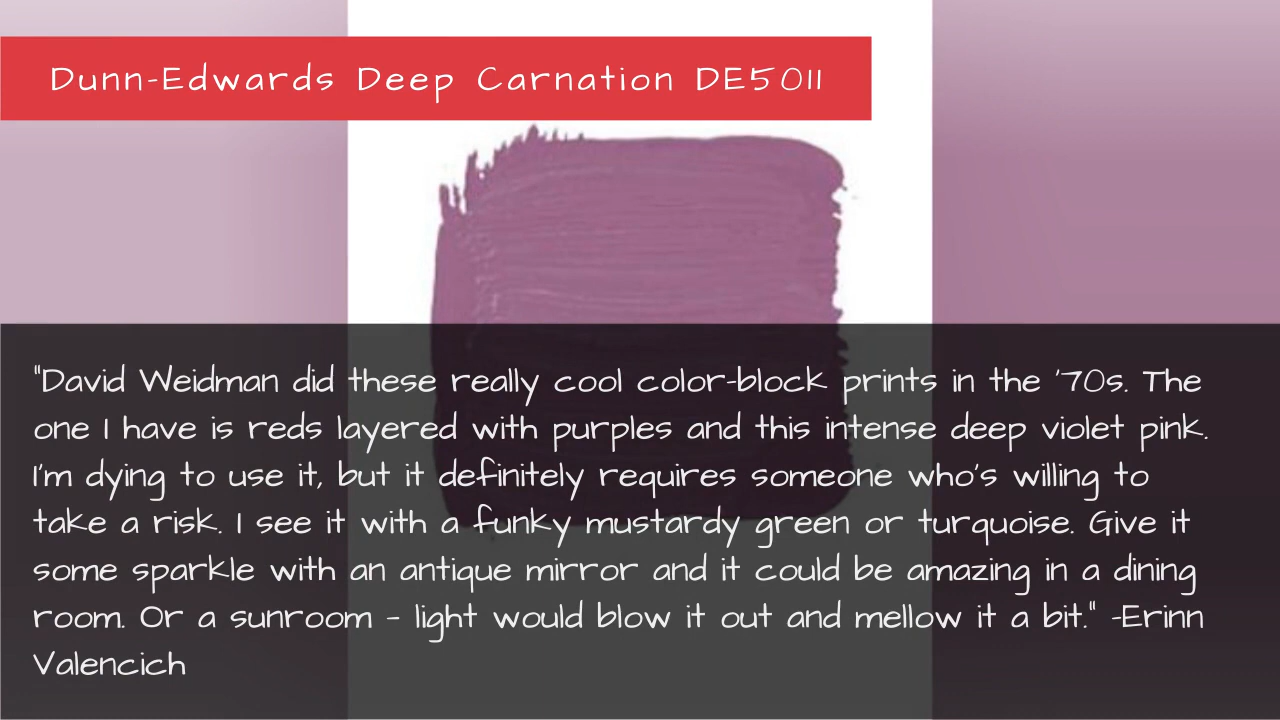 Dunn-Edwards Deep Carnation DE5011
"David Weidman did these really cool color-block prints in the '70s. The
one I have is reds layered with purples and this intense deep violet pink.
I'm dying to use it, but it definitely requires someone who's willing to
take a risk. I see it with a funky mustardy green or turquoise. Give it
some sparkle with an antique mirror and it could be amazing in a dining
room. Or a sunroom - light would blow it out and mellow it a bit." -Erinn
Valencich